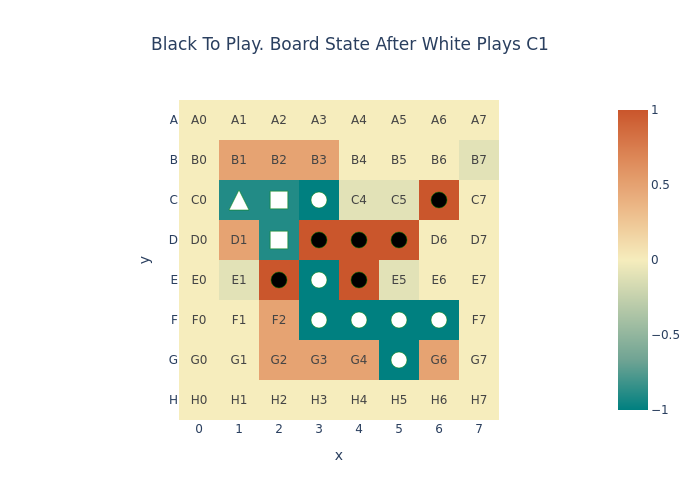 Black To Play. Board State After White Plays C1
A A0 A1 A2 A3 A4 A5 A6 A7
B B0 B1 B2 B3 B4 B5 B6 B7
C C0 C4 C5 C7
D D0 D1 D6 D7
E E0 E1 E5 E6 E7
F F0 F1 F2 F7
G G0 G1 G2 G3 G4 G6 G7
H H0 H1 H2 H3 H4 H5 H6 H7
0 1 2 3 4 5 6 7
x
y
1
0.5
0
−0.5
−1